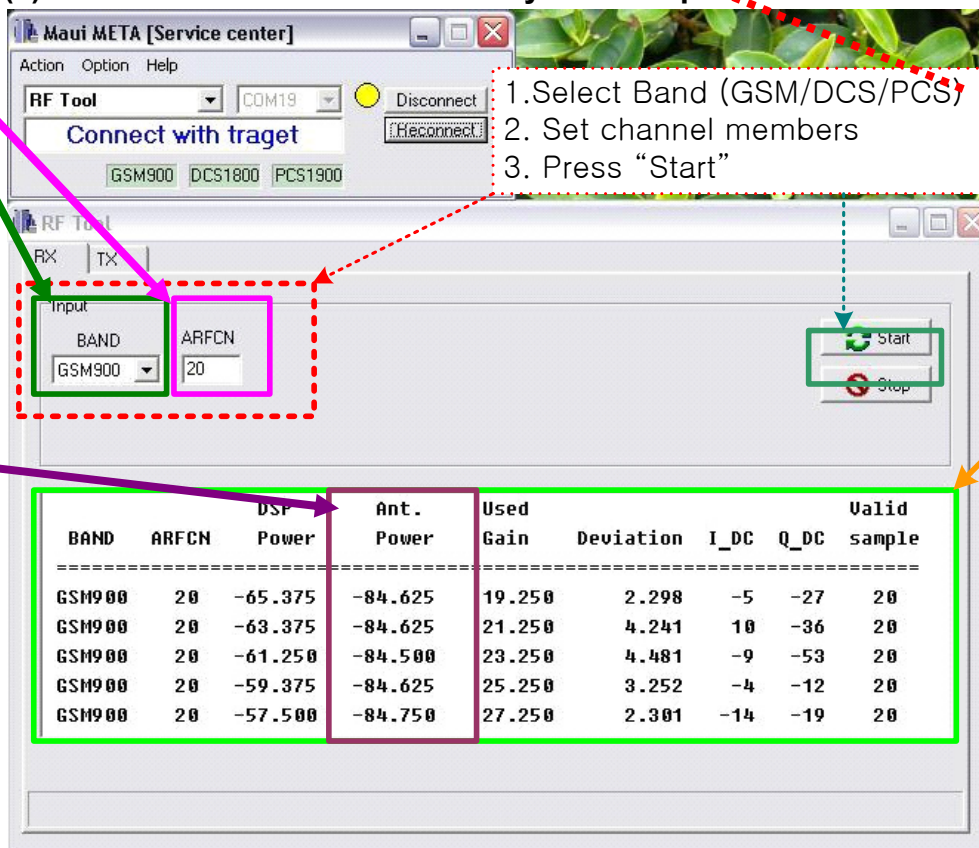 Maui META [Service center]
Action Option Help
RF Tool COM19 Disconnect
Connect with traget Reconnect
GSM900 DCS1800 PCS1900
1.Select Band (GSM/DCS/PCS)
2. Set channel members
3. Press “Start”
RF Tool
RX TX
Input
BAND ARFCN
GSM900 20
Start
Stop
DSP Ant. Used Valid
BAND ARFCN Power Power Gain Deviation I_DC Q_DC sample
GSM900 20 -65.375 -84.625 19.250 2.298 -5 -27 20
GSM900 20 -63.375 -84.625 21.250 4.241 10 -36 20
GSM900 20 -61.250 -84.500 23.250 4.481 -9 -53 20
GSM900 20 -59.375 -84.625 25.250 3.252 -4 -12 20
GSM900 20 -57.500 -84.750 27.250 2.301 -14 -19 20